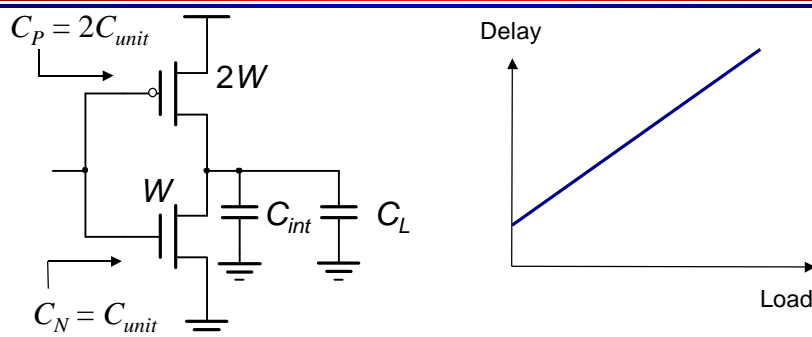 C_P = 2C_unit
2W
W
C_int
C_L
C_N = C_unit
Delay
Load